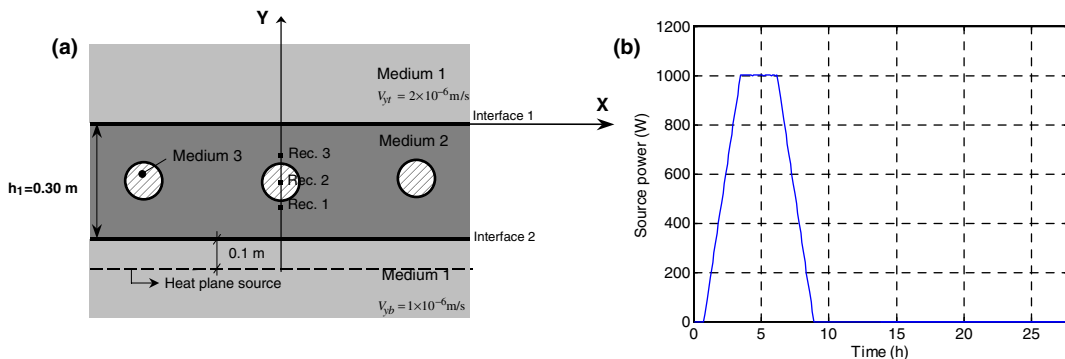 (a)
Y
Medium 1
V_yt = 2×10⁻⁶ m/s
Interface 1
X
Medium 2
Medium 3
Rec. 3
Rec. 2
Rec. 1
h₁=0.30 m
Interface 2
0.1 m
Medium 1
Heat plane source
V_yb = 1×10⁻⁶ m/s
(b)
1200
1000
800
600
400
200
0
Source power (W)
0 5 10 15 20 25
Time (h)